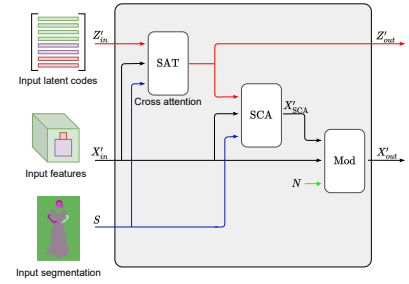 Z'in
Z'out
SAT
Input latent codes
Cross attention
X'SCA
SCA
Input features
X'in
Mod
X'out
N
S
Input segmentation